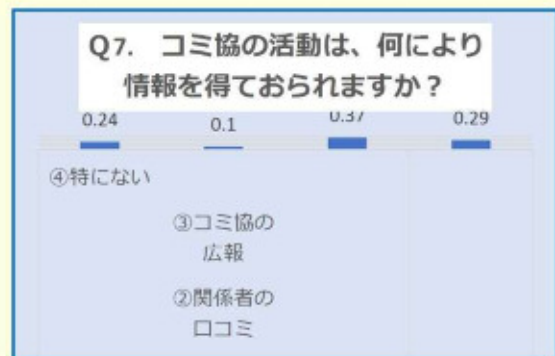 Q7. コミ協の活動は、何により
情報を得ておられますか？
0.24 0.1 0.37 0.29
④特にない
③コミ協の
広報
②関係者の
口コミ